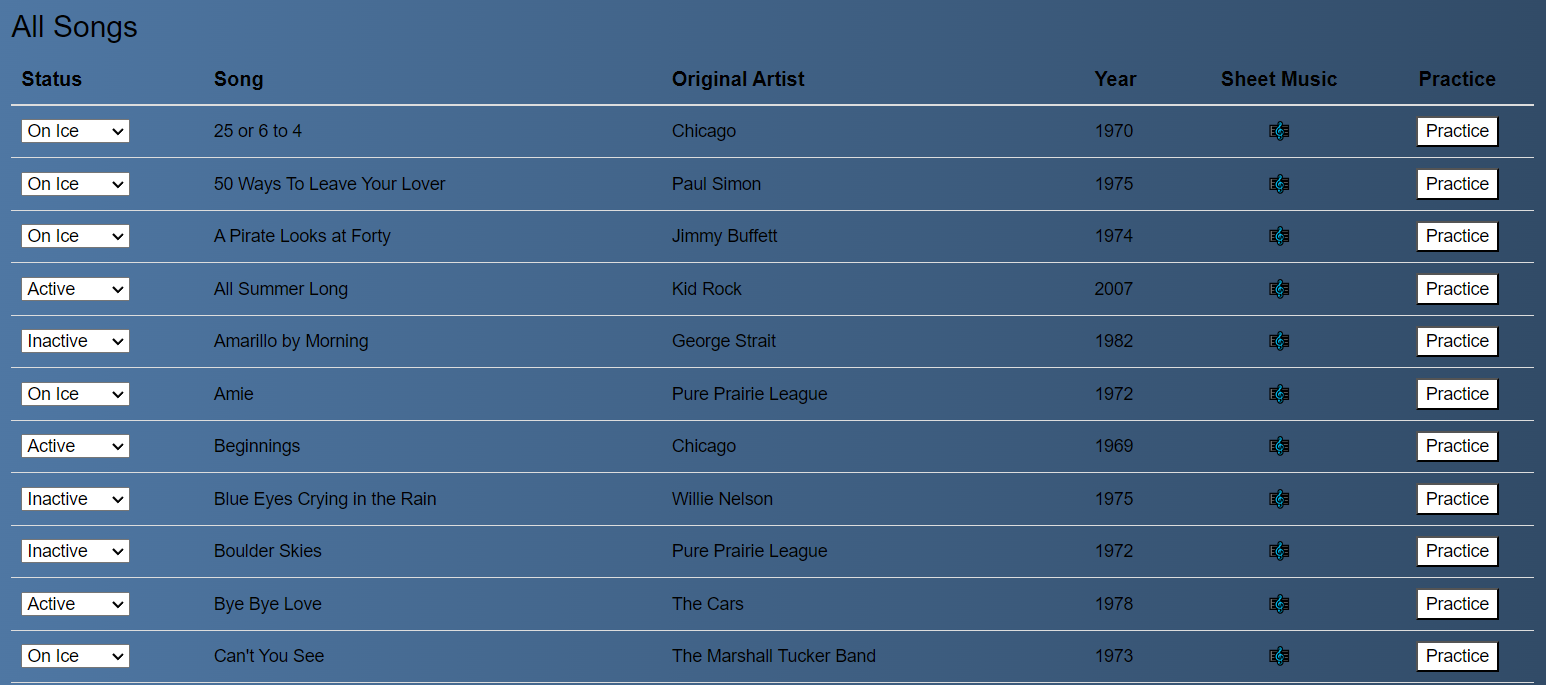 All Songs
Status Song Original Artist Year Sheet Music Practice
On Ice 25 or 6 to 4 Chicago 1970 Practice
On Ice 50 Ways To Leave Your Lover Paul Simon 1975 Practice
On Ice A Pirate Looks at Forty Jimmy Buffett 1974 Practice
Active All Summer Long Kid Rock 2007 Practice
Inactive Amarillo by Morning George Strait 1982 Practice
On Ice Amie Pure Prairie League 1972 Practice
Active Beginnings Chicago 1969 Practice
Inactive Blue Eyes Crying in the Rain Willie Nelson 1975 Practice
Inactive Boulder Skies Pure Prairie League 1972 Practice
Active Bye Bye Love The Cars 1978 Practice
On Ice Can't You See The Marshall Tucker Band 1973 Practice